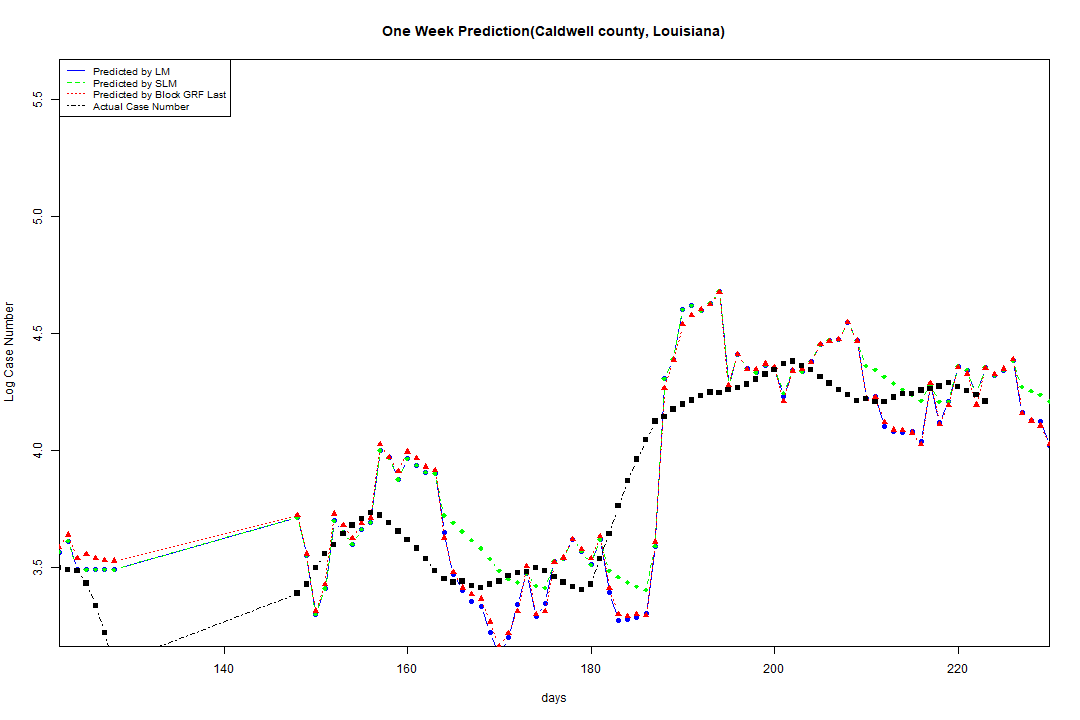 One Week Prediction(Caldwell county, Louisiana)
Predicted by LM
Predicted by SLM
Predicted by Block GRF Last
Actual Case Number
5.5
5.0
4.5
4.0
3.5
Log Case Number
140 160 180 200 220
days